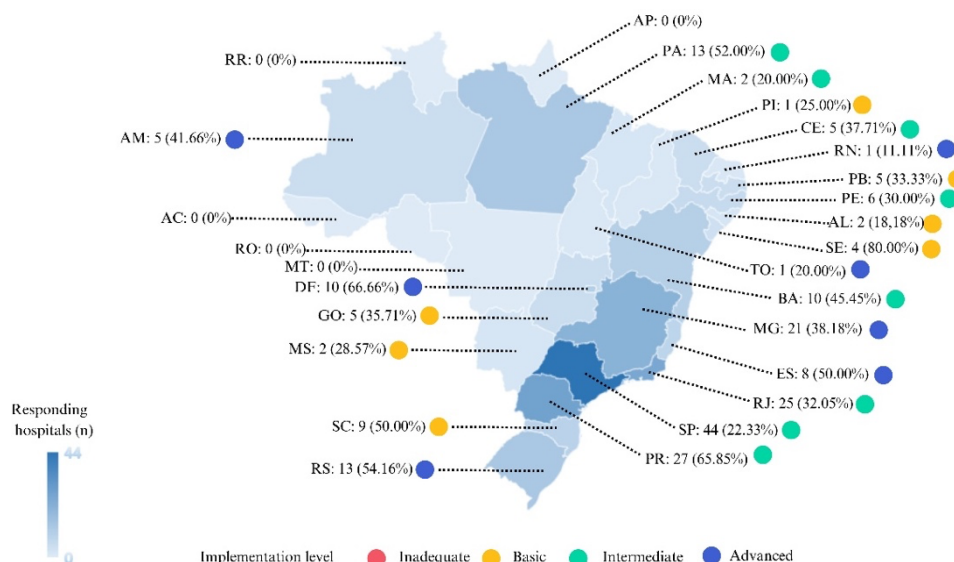 AP: 0 (0%)
PA: 13 (52.00%)
RR: 0 (0%)
MA: 2 (20.00%)
PI: 1 (25.00%)
CE: 5 (37.71%)
AM: 5 (41.66%)
RN: 1 (11.11%)
PB: 5 (33.33%)
PE: 6 (30.00%)
AC: 0 (0%)
AL: 2 (18,18%)
SE: 4 (80.00%)
RO: 0 (0%)
MT: 0 (0%)
TO: 1 (20.00%)
DF: 10 (66.66%)
BA: 10 (45.45%)
GO: 5 (35.71%)
MG: 21 (38.18%)
MS: 2 (28.57%)
ES: 8 (50.00%)
RJ: 25 (32.05%)
Responding
hospitals (n)
SC: 9 (50.00%)
SP: 44 (22.33%)
44
PR: 27 (65.85%)
RS: 13 (54.16%)
0
Implementation level Inadequate Basic Intermediate Advanced